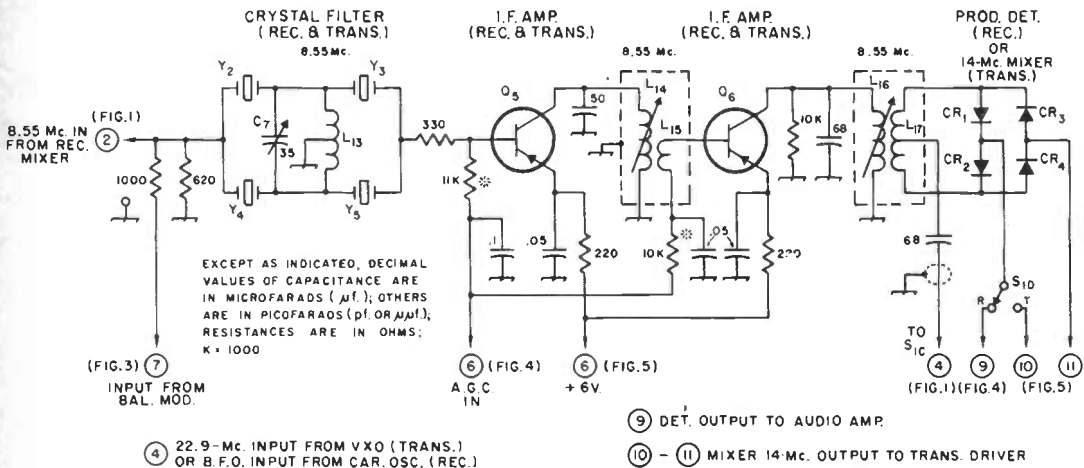 CRYSTAL FILTER
(REC. & TRANS.)
8.55 Mc.
I.F. AMP.
(REC. & TRANS.)
8.55 Mc.
I.F. AMP.
(REC. & TRANS.)
8.55 Mc.
PROD. DET.
(REC.)
OR
14-Mc. MIXER
(TRANS.)
Y2
Y3
Q5
50
L14
Q6
L16
(FIG.1)
8.55 Mc. IN
FROM REC.
MIXER
2
C7
35
L13
330
L15
10K
68
L17
CR1
CR3
CR2
CR4
1000
620
Y4
Y5
11K
※
.1
.05
220
10K
※
.05
68
EXCEPT AS INDICATED, DECIMAL
VALUES OF CAPACITANCE ARE
IN MICROFARADS (μf.); OTHERS
ARE IN PICOFARADS (pf. OR μμf.);
RESISTANCES ARE IN OHMS;
K = 1000
S1D
R
T
TO
S1C
(FIG.3) 7
INPUT FROM
BAL. MOD.
6 (FIG.4)
A.G.C.
IN
6 (FIG.5)
+6V.
4
9
10
11
(FIG.1) (FIG.4)
(FIG.5)
4 22.9-Mc. INPUT FROM VXO (TRANS.)
OR B.F.O. INPUT FROM CAR. OSC. (REC.)
9 DET. OUTPUT TO AUDIO AMP.
10 - 11 MIXER 14-Mc. OUTPUT TO TRANS. DRIVER